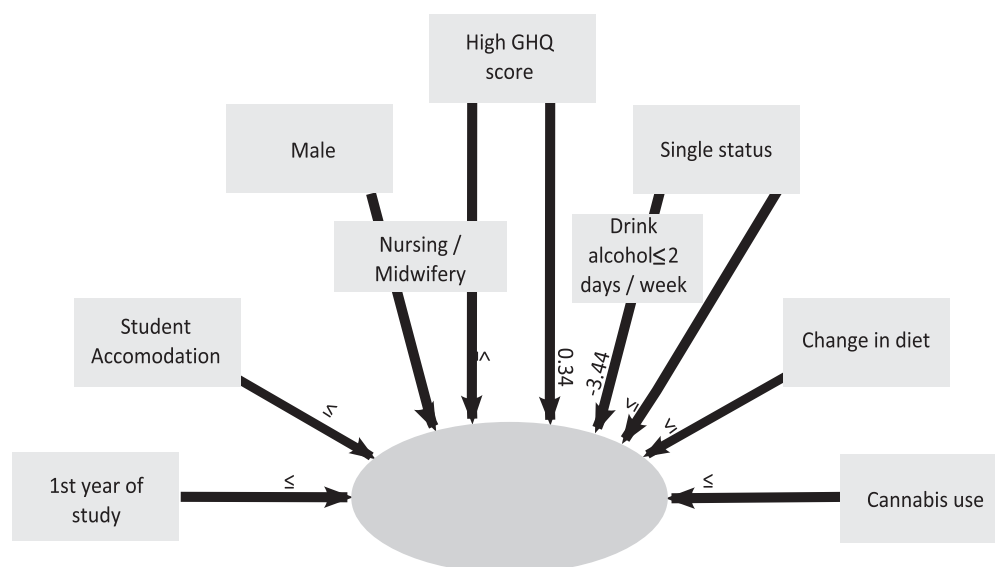 High GHQ
score
Male
Single status
Nursing /
Midwifery
Drink
alcohol≤2
days / week
Student
Accomodation
Change in diet
≤
0.34
-3.44
≤
≤
≤
1st year of
study
≤
≤
Cannabis use